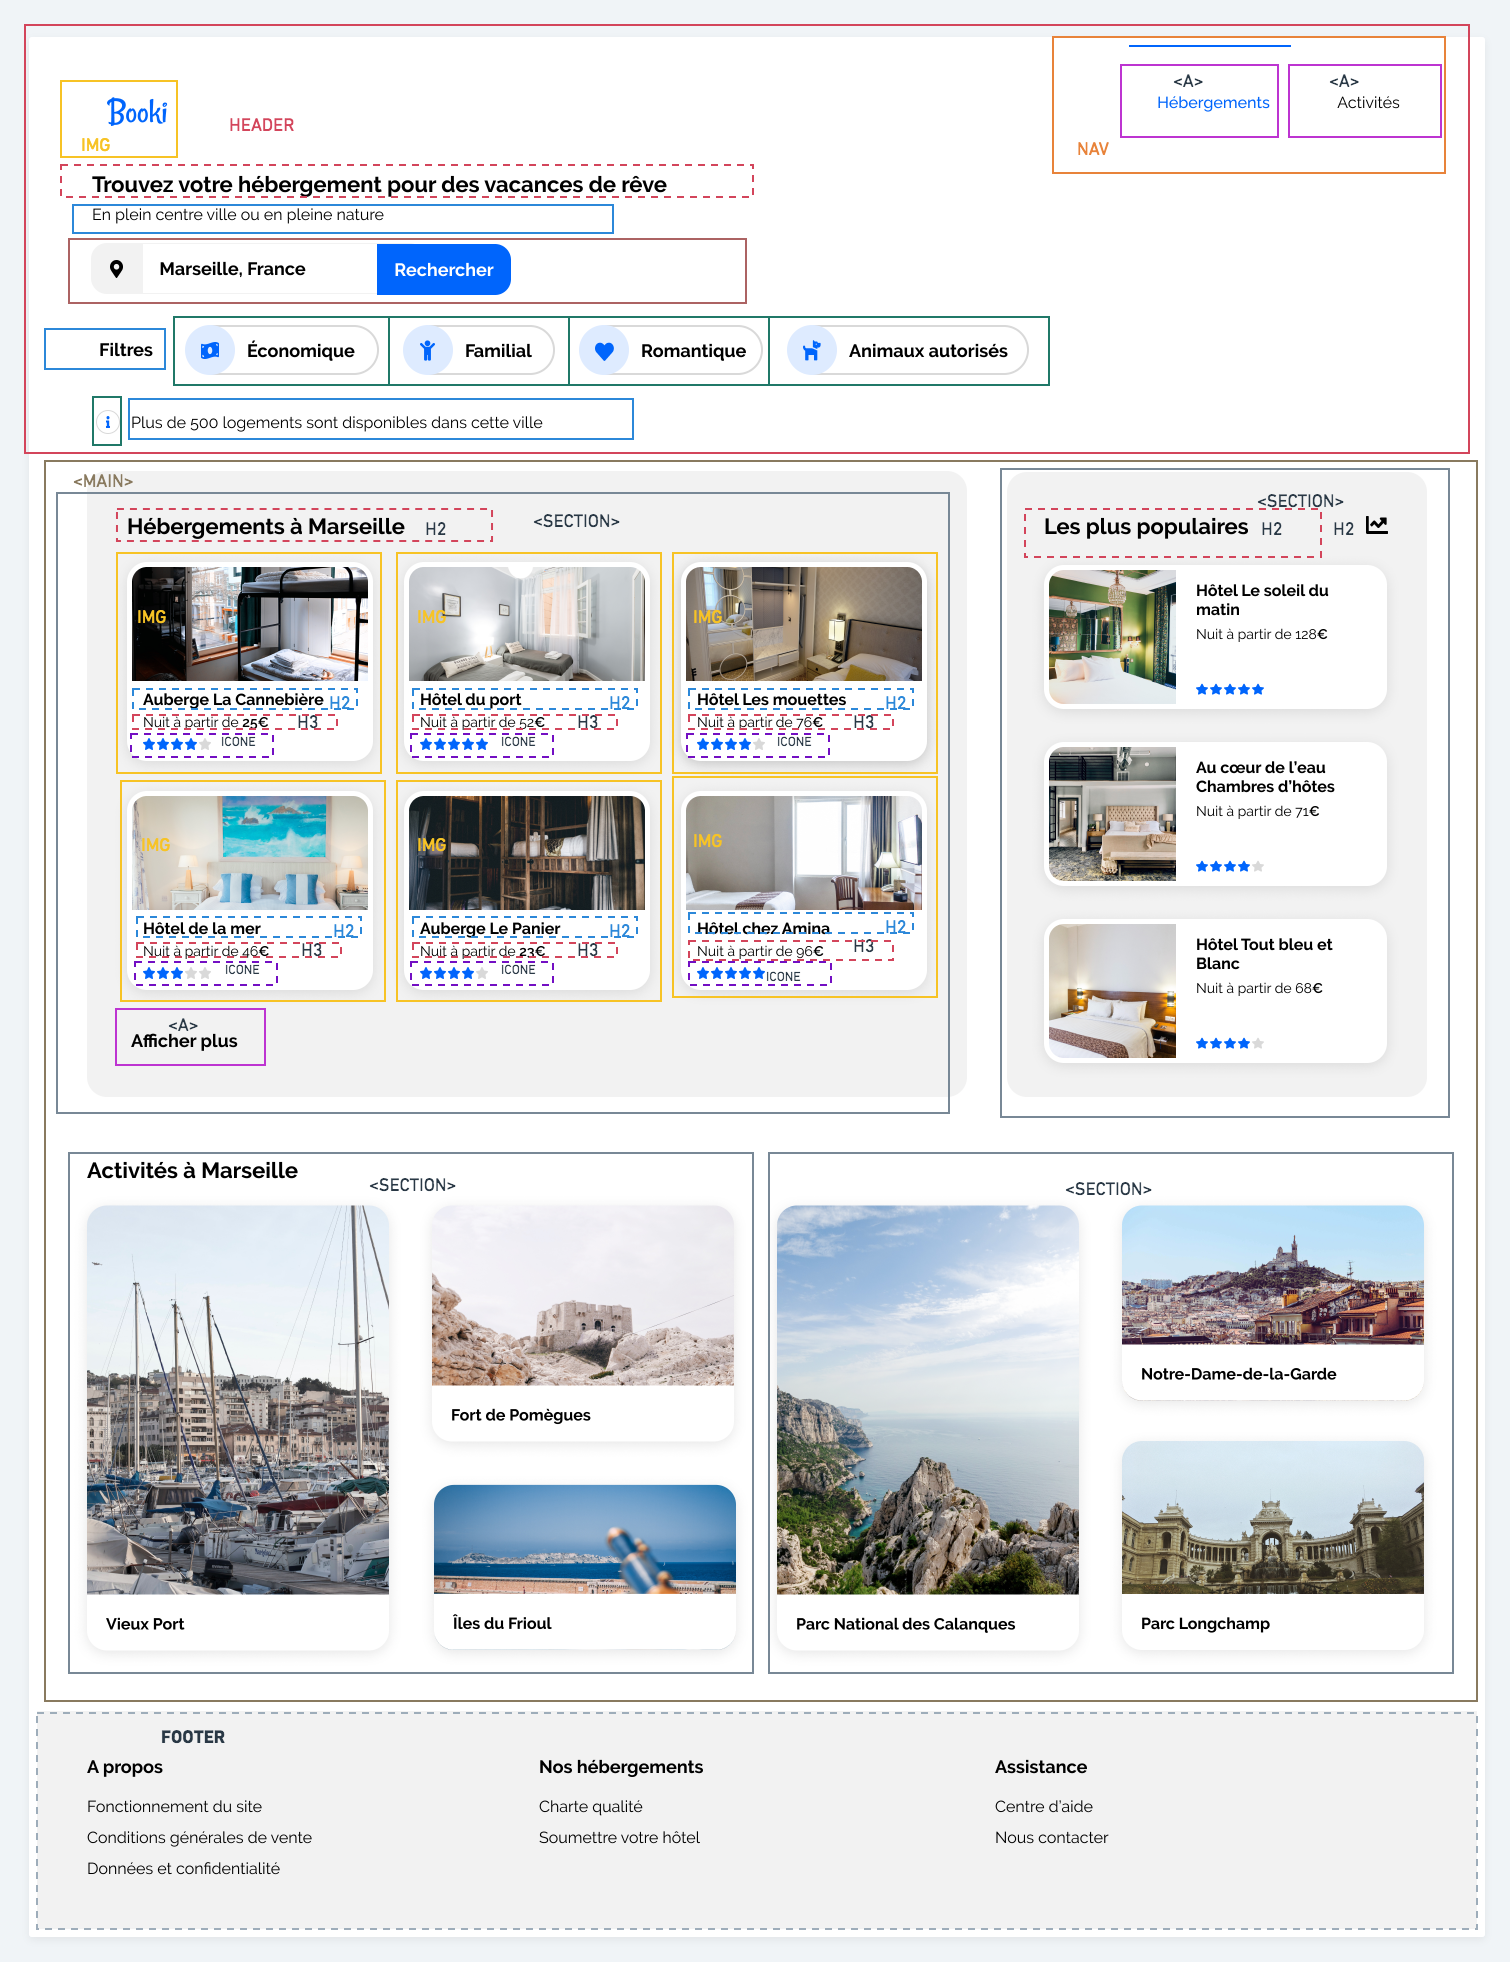 Booki
IMG
HEADER
<A>
Hébergements
<A>
Activités
NAV
Trouvez votre hébergement pour des vacances de rêve
En plein centre ville ou en pleine nature
Marseille, France
Rechercher
Filtres
Économique
Familial
Romantique
Animaux autorisés
Plus de 500 logements sont disponibles dans cette ville
<MAIN>
Hébergements à Marseille H2
<SECTION>
IMG
Auberge La Cannebière H2
Nuit à partir de 25€ H3
ICONE
IMG
Hôtel du port H2
Nuit à partir de 52€ H3
ICONE
IMG
Hôtel Les mouettes H2
Nuit à partir de 76€ H3
ICONE
IMG
Hôtel de la mer H2
Nuit à partir de 46€ H3
ICONE
IMG
Auberge Le Panier H2
Nuit à partir de 23€ H3
ICONE
IMG
Hôtel chez Amina H2
Nuit à partir de 96€ H3
ICONE
<A>
Afficher plus
<SECTION>
Les plus populaires H2 H2
Hôtel Le soleil du
matin
Nuit à partir de 128€
Au cœur de l'eau
Chambres d'hôtes
Nuit à partir de 71€
Hôtel Tout bleu et
Blanc
Nuit à partir de 68€
Activités à Marseille
<SECTION>
<SECTION>
Vieux Port
Fort de Pomègues
Îles du Frioul
Parc National des Calanques
Notre-Dame-de-la-Garde
Parc Longchamp
FOOTER
A propos
Fonctionnement du site
Conditions générales de vente
Données et confidentialité
Nos hébergements
Charte qualité
Soumettre votre hôtel
Assistance
Centre d'aide
Nous contacter